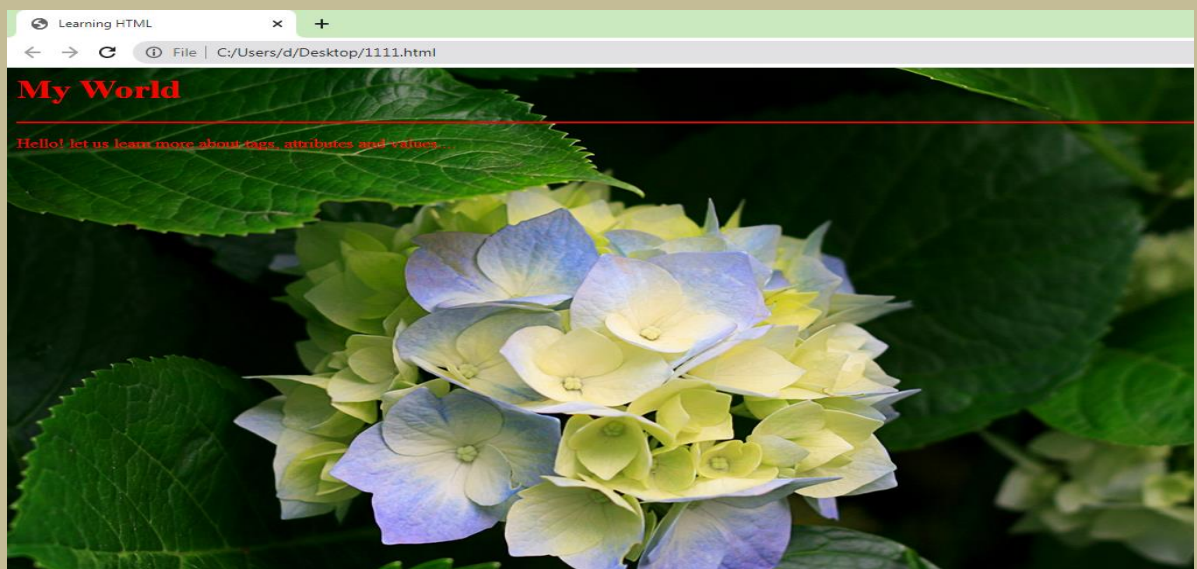 Learning HTML
File | C:/Users/d/Desktop/1111.html
My World
Hello! let us learn more about tags, attributes and values...